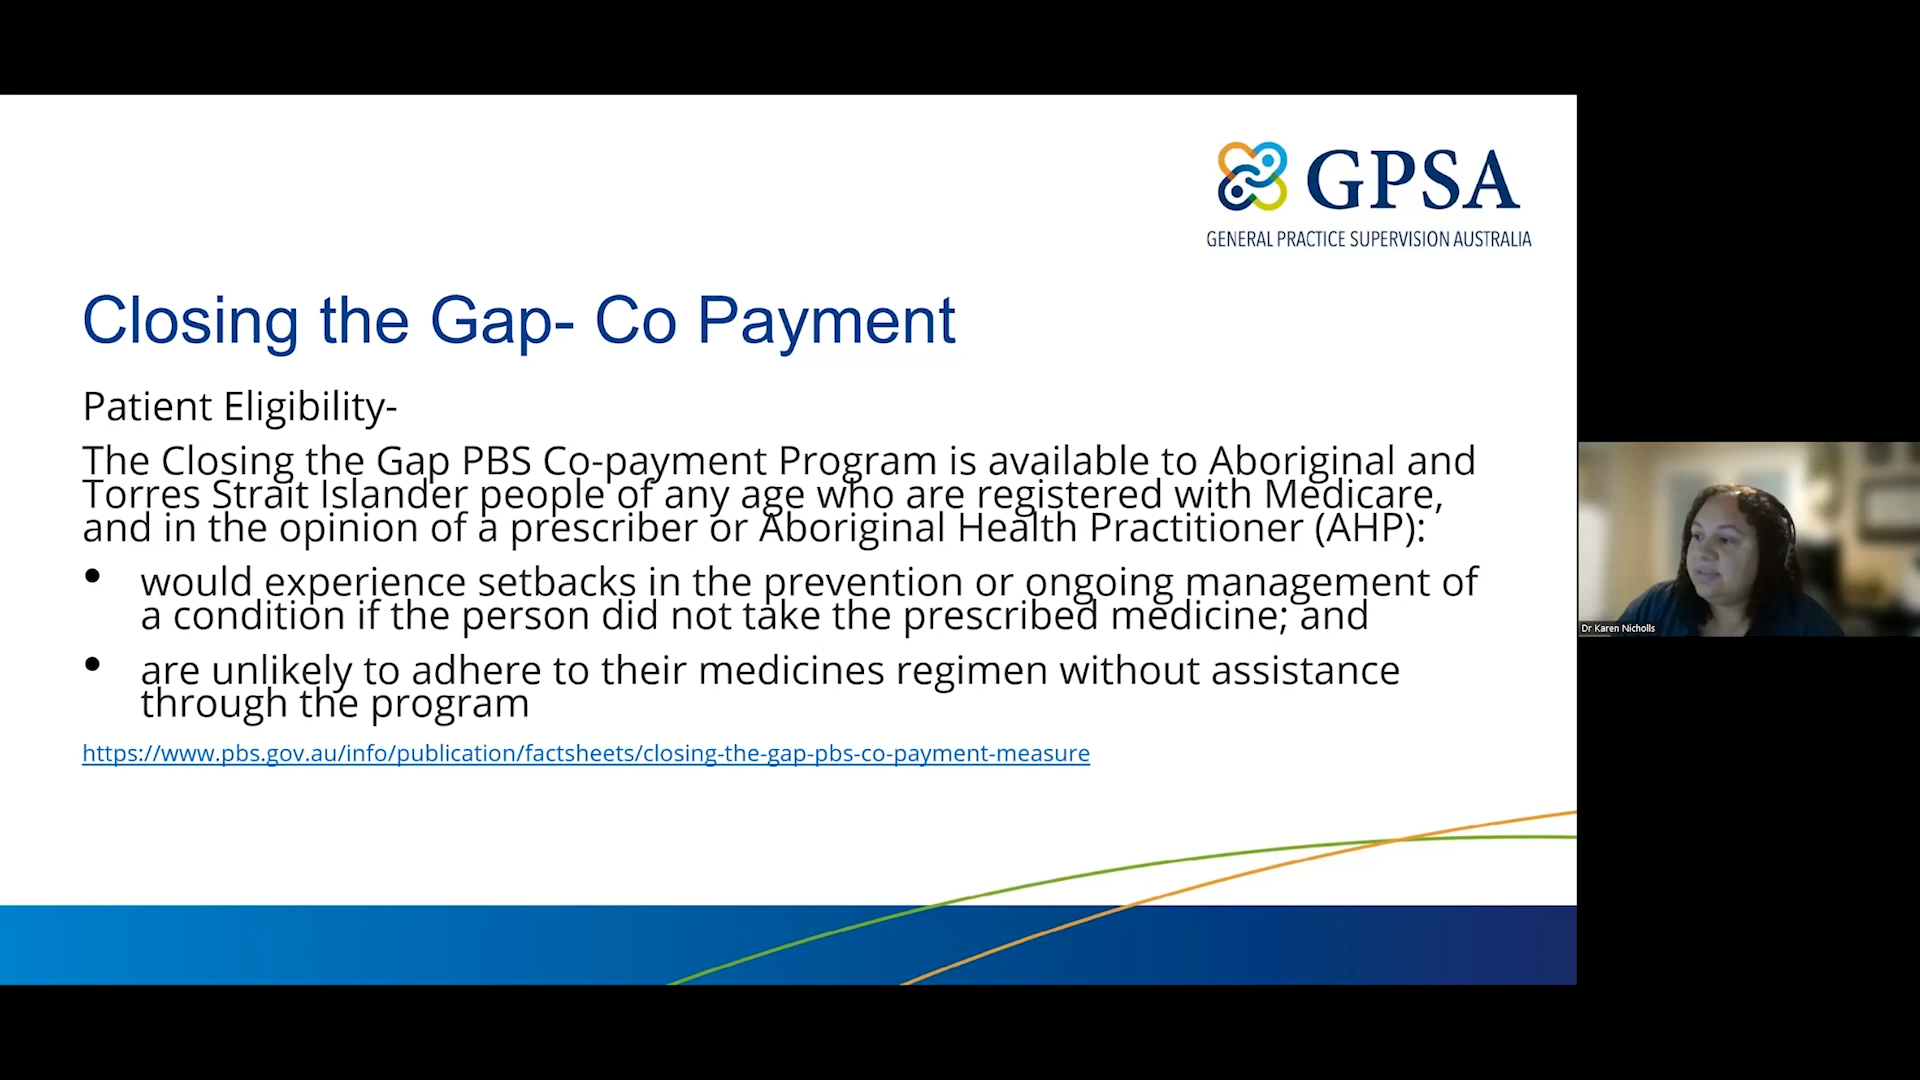 GPSA
GENERAL PRACTICE SUPERVISION AUSTRALIA
Closing the Gap- Co Payment
Patient Eligibility-
The Closing the Gap PBS Co-payment Program is available to Aboriginal and
Torres Strait Islander people of any age who are registered with Medicare,
and in the opinion of a prescriber or Aboriginal Health Practitioner (AHP):
• would experience setbacks in the prevention or ongoing management of
a condition if the person did not take the prescribed medicine; and
• are unlikely to adhere to their medicines regimen without assistance
through the program
https://www.pbs.gov.au/info/publication/factsheets/closing-the-gap-pbs-co-payment-measure
Dr Karen Nicholls